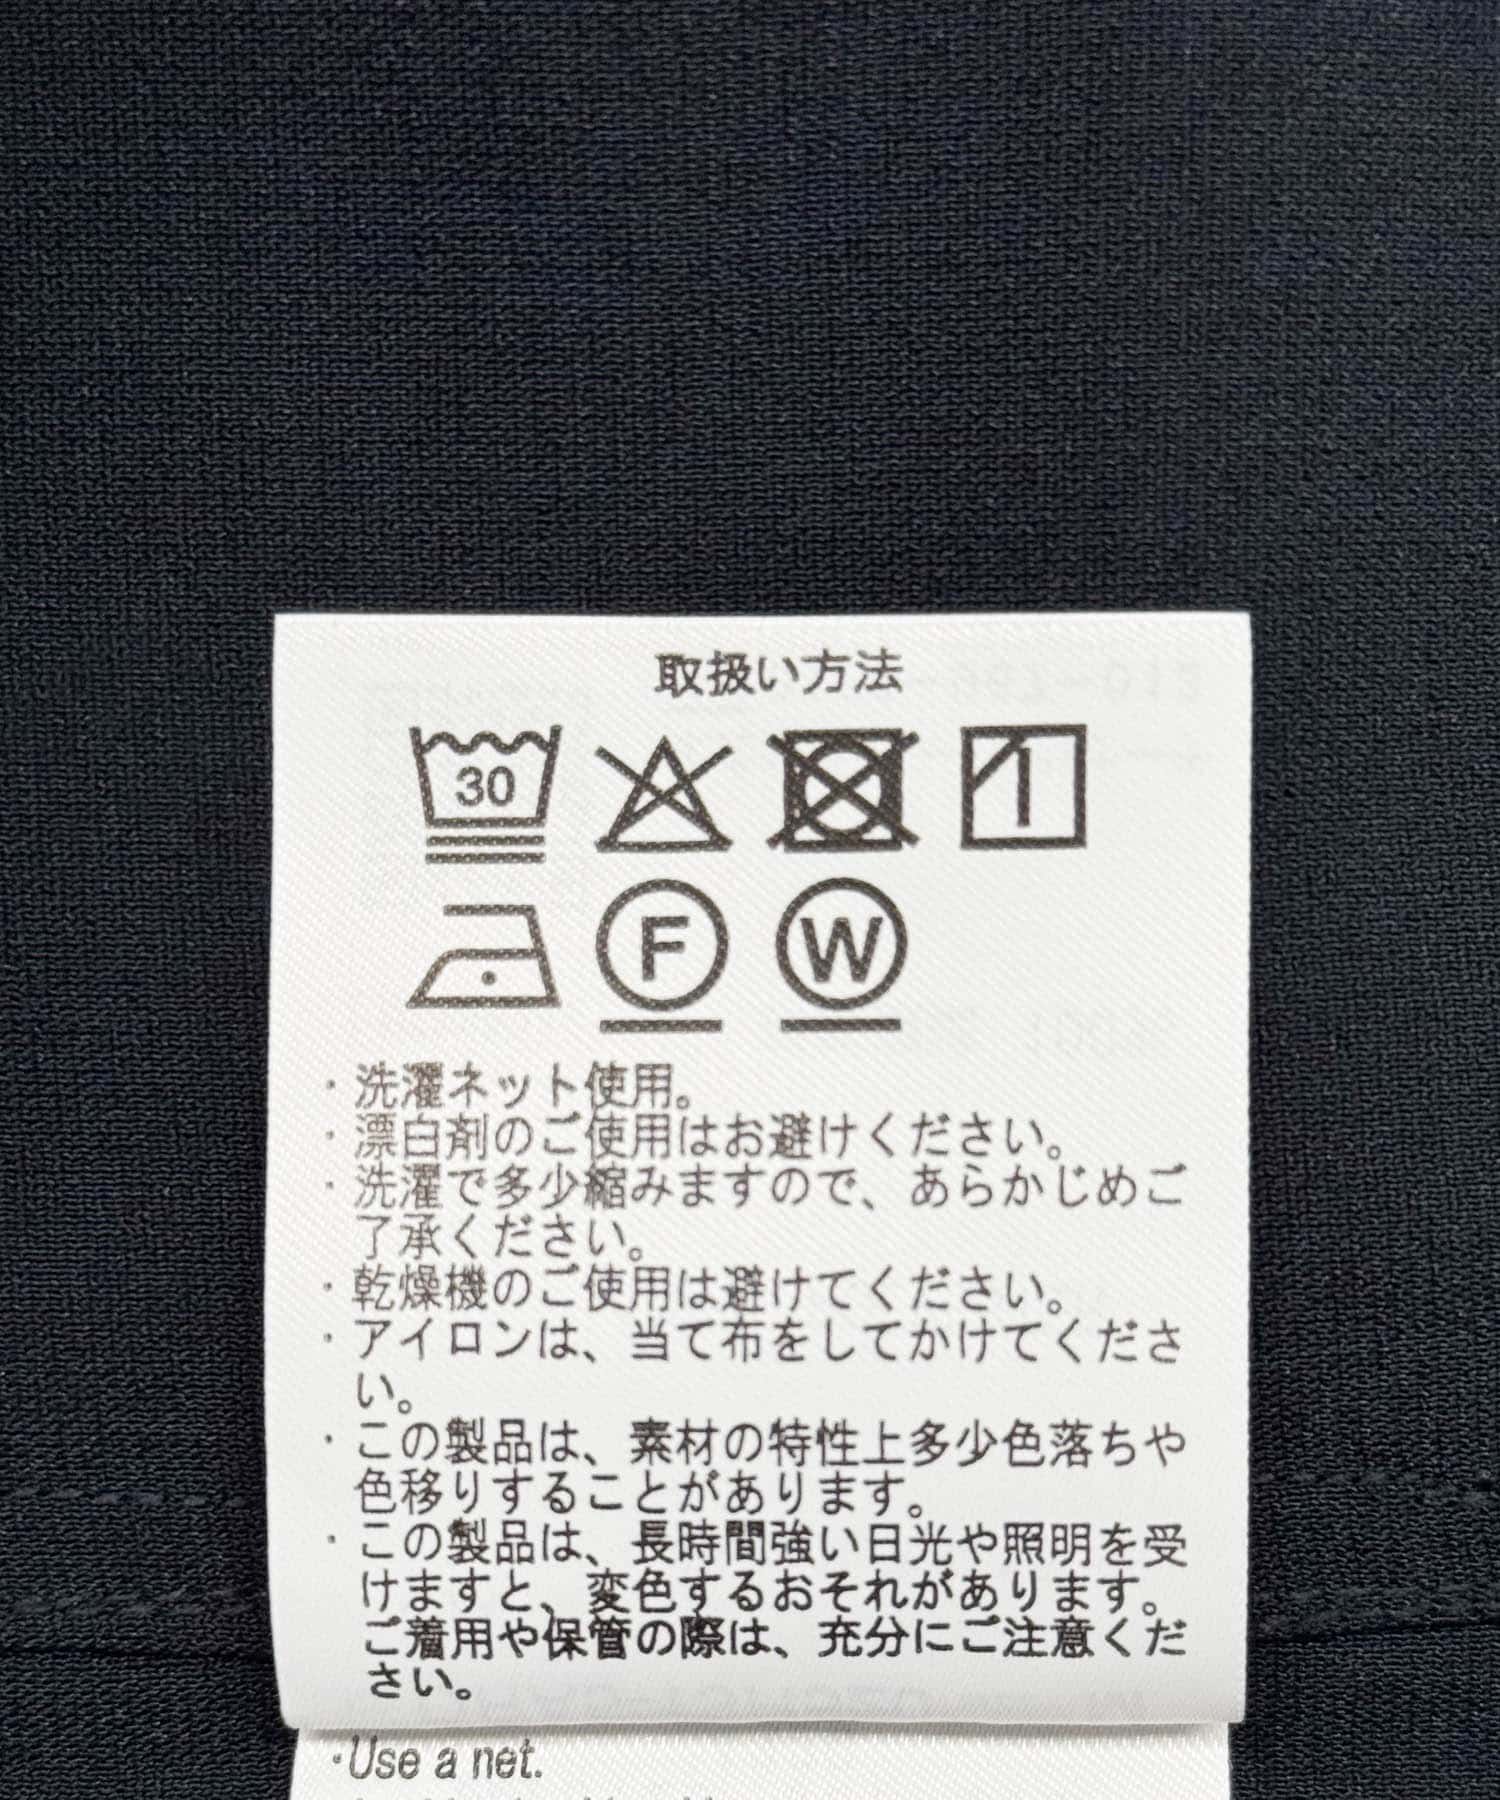 取扱い方法
30
F W
・洗濯ネット使用。
・漂白剤のご使用はお避けください。
・洗濯で多少縮みますので、あらかじめご
了承ください。
・乾燥機のご使用は避けてください。
・アイロンは、当て布をしてかけてくださ
い。
・この製品は、素材の特性上多少色落ちや
色移りすることがあります。
・この製品は、長時間強い日光や照明を受
けますと、変色するおそれがあります。
ご着用や保管の際は、充分にご注意くだ
さい。
・Use a net.